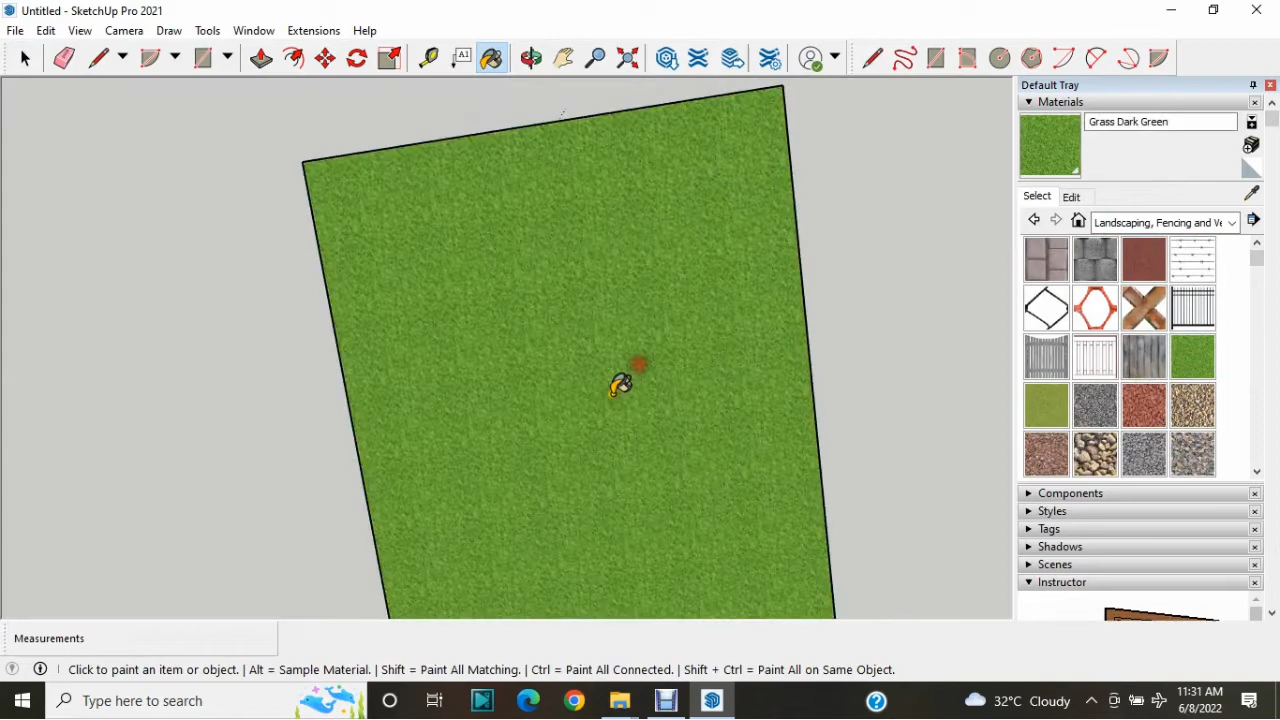 Untitled - SketchUp Pro 2021
File Edit View Camera Draw Tools Window Extensions Help
A1
Default Tray
Materials
Grass Dark Green
Select Edit
Landscaping, Fencing and Ve
Components
Styles
Tags
Shadows
Scenes
Instructor
Measurements
Click to paint an item or object. | Alt = Sample Material. | Shift = Paint All Matching. | Ctrl = Paint All Connected. | Shift + Ctrl = Paint All on Same Object.
Type here to search
32°C Cloudy
11:31 AM
6/8/2022